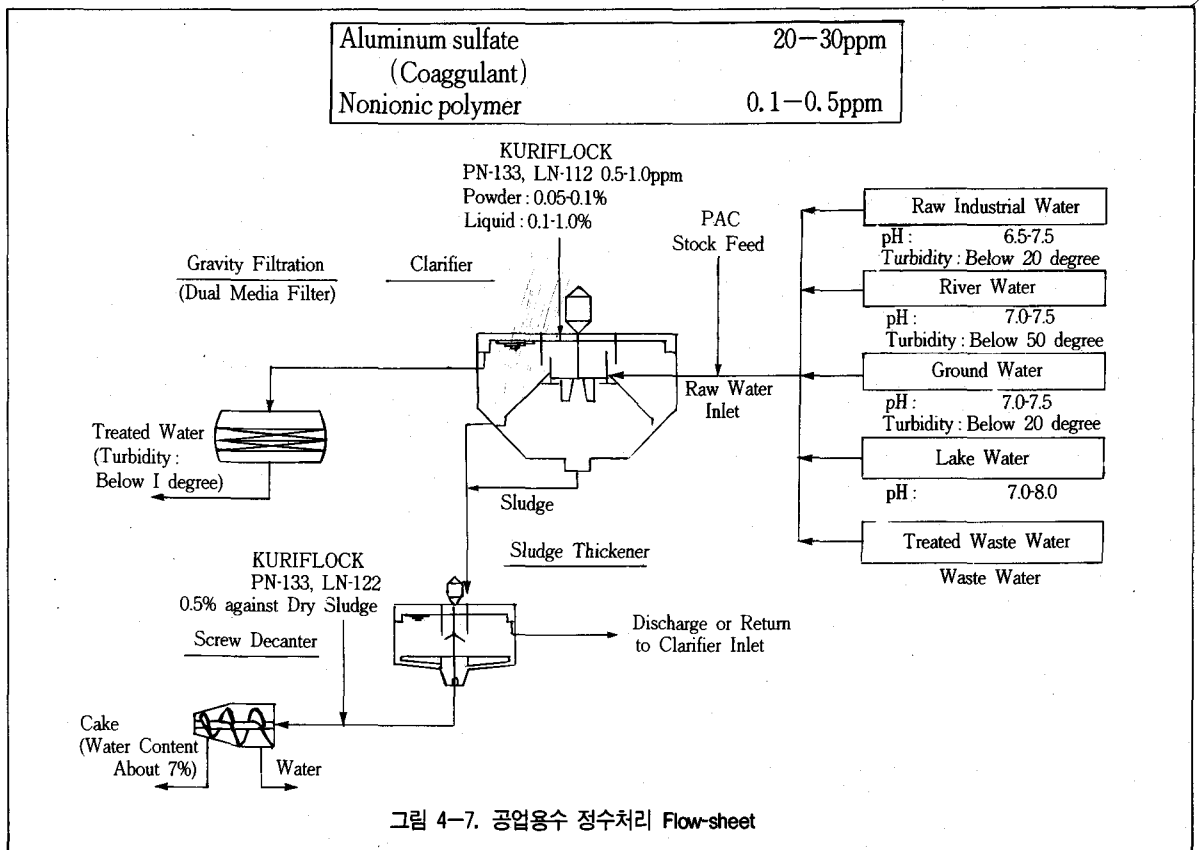 Aluminum sulfate 20-30ppm
(Coaggulant)
Nonionic polymer 0.1-0.5ppm
KURIFLOCK
PN-133, LN-112 0.5-1.0ppm
Powder : 0.05-0.1%
Liquid : 0.1-1.0%
PAC
Stock Feed
Gravity Filtration
(Dual Media Filter)
Clarifier
Raw Industrial Water
pH : 6.5-7.5
Turbidity : Below 20 degree
River Water
pH : 7.0-7.5
Turbidity : Below 50 degree
Ground Water
pH : 7.0-7.5
Turbidity : Below 20 degree
Lake Water
pH : 7.0-8.0
Treated Waste Water
Waste Water
Raw Water
Inlet
Treated Water
(Turbidity :
Below I degree)
Sludge
Sludge Thickener
KURIFLOCK
PN-133, LN-122
0.5% against Dry Sludge
Screw Decanter
Discharge or Return
to Clarifier Inlet
Cake
(Water Content
About 7%)
Water
그림 4-7. 공업용수 정수처리 Flow-sheet